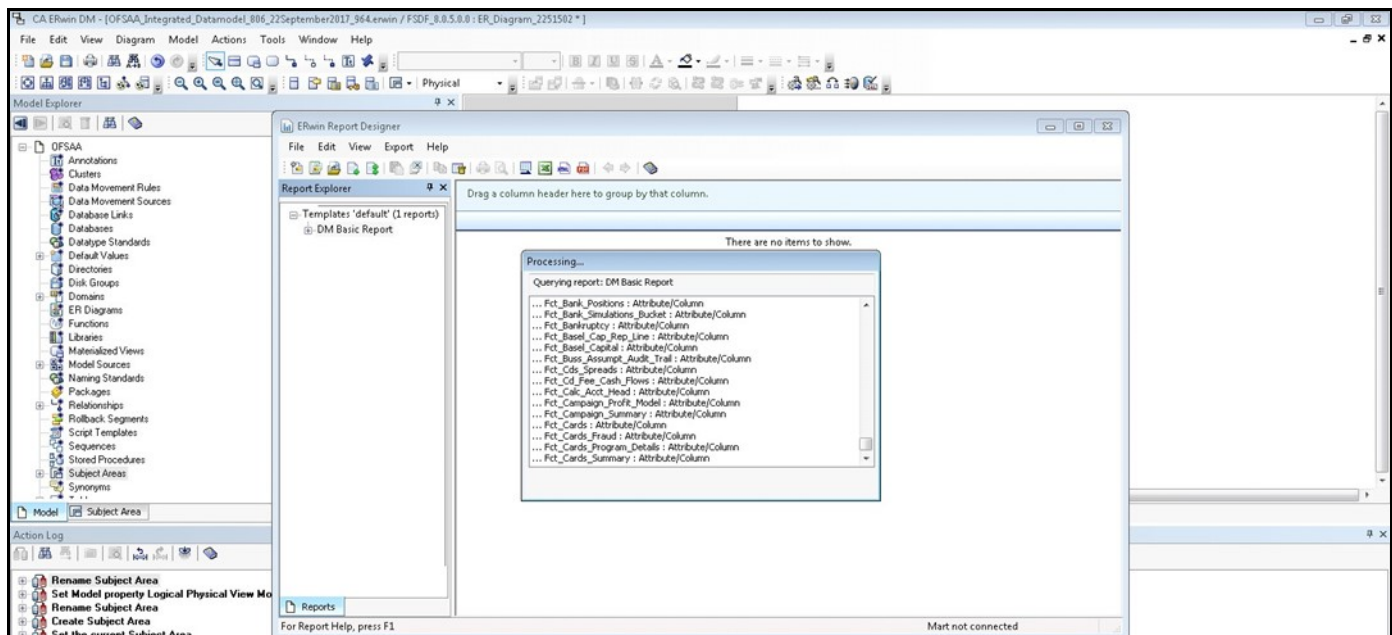 CA ERwin DM - [OFSAA_Integrated_Datamodel_806_22September2017_964.erwin / FSDF_8.0.5.0.0 : ER_Diagram_2251502 * ]
File Edit View Diagram Model Actions Tools Window Help
Physical
Model Explorer
OFSAA
Annotations
Clusters
Data Movement Rules
Data Movement Sources
Database Links
Databases
Datatype Standards
Default Values
Directories
Disk Groups
Domains
ER Diagrams
Functions
Libraries
Materialized Views
Model Sources
Naming Standards
Packages
Relationships
Rollback Segments
Script Templates
Sequences
Stored Procedures
Subject Areas
Synonyms
Model Subject Area
Action Log
Rename Subject Area
Set Model property Logical Physical View Mo
Rename Subject Area
Create Subject Area
Set the current Subject Area
ERwin Report Designer
File Edit View Export Help
Report Explorer
Templates 'default' (1 reports)
DM Basic Report
Reports
For Report Help, press F1
Drag a column header here to group by that column.
There are no items to show.
Processing...
Querying report: DM Basic Report
... Fct_Bank_Positions : Attribute/Column
... Fct_Bank_Simulations_Bucket : Attribute/Column
... Fct_Bankruptcy : Attribute/Column
... Fct_Basel_Cap_Rep_Line : Attribute/Column
... Fct_Basel_Capital : Attribute/Column
... Fct_Buss_Assumpt_Audit_Trail : Attribute/Column
... Fct_Cds_Spreads : Attribute/Column
... Fct_Cd_Fee_Cash_Flows : Attribute/Column
... Fct_Calc_Acct_Head : Attribute/Column
... Fct_Campaign_Profit_Model : Attribute/Column
... Fct_Campaign_Summary : Attribute/Column
... Fct_Cards : Attribute/Column
... Fct_Cards_Fraud : Attribute/Column
... Fct_Cards_Program_Details : Attribute/Column
... Fct_Cards_Summary : Attribute/Column
Mart not connected